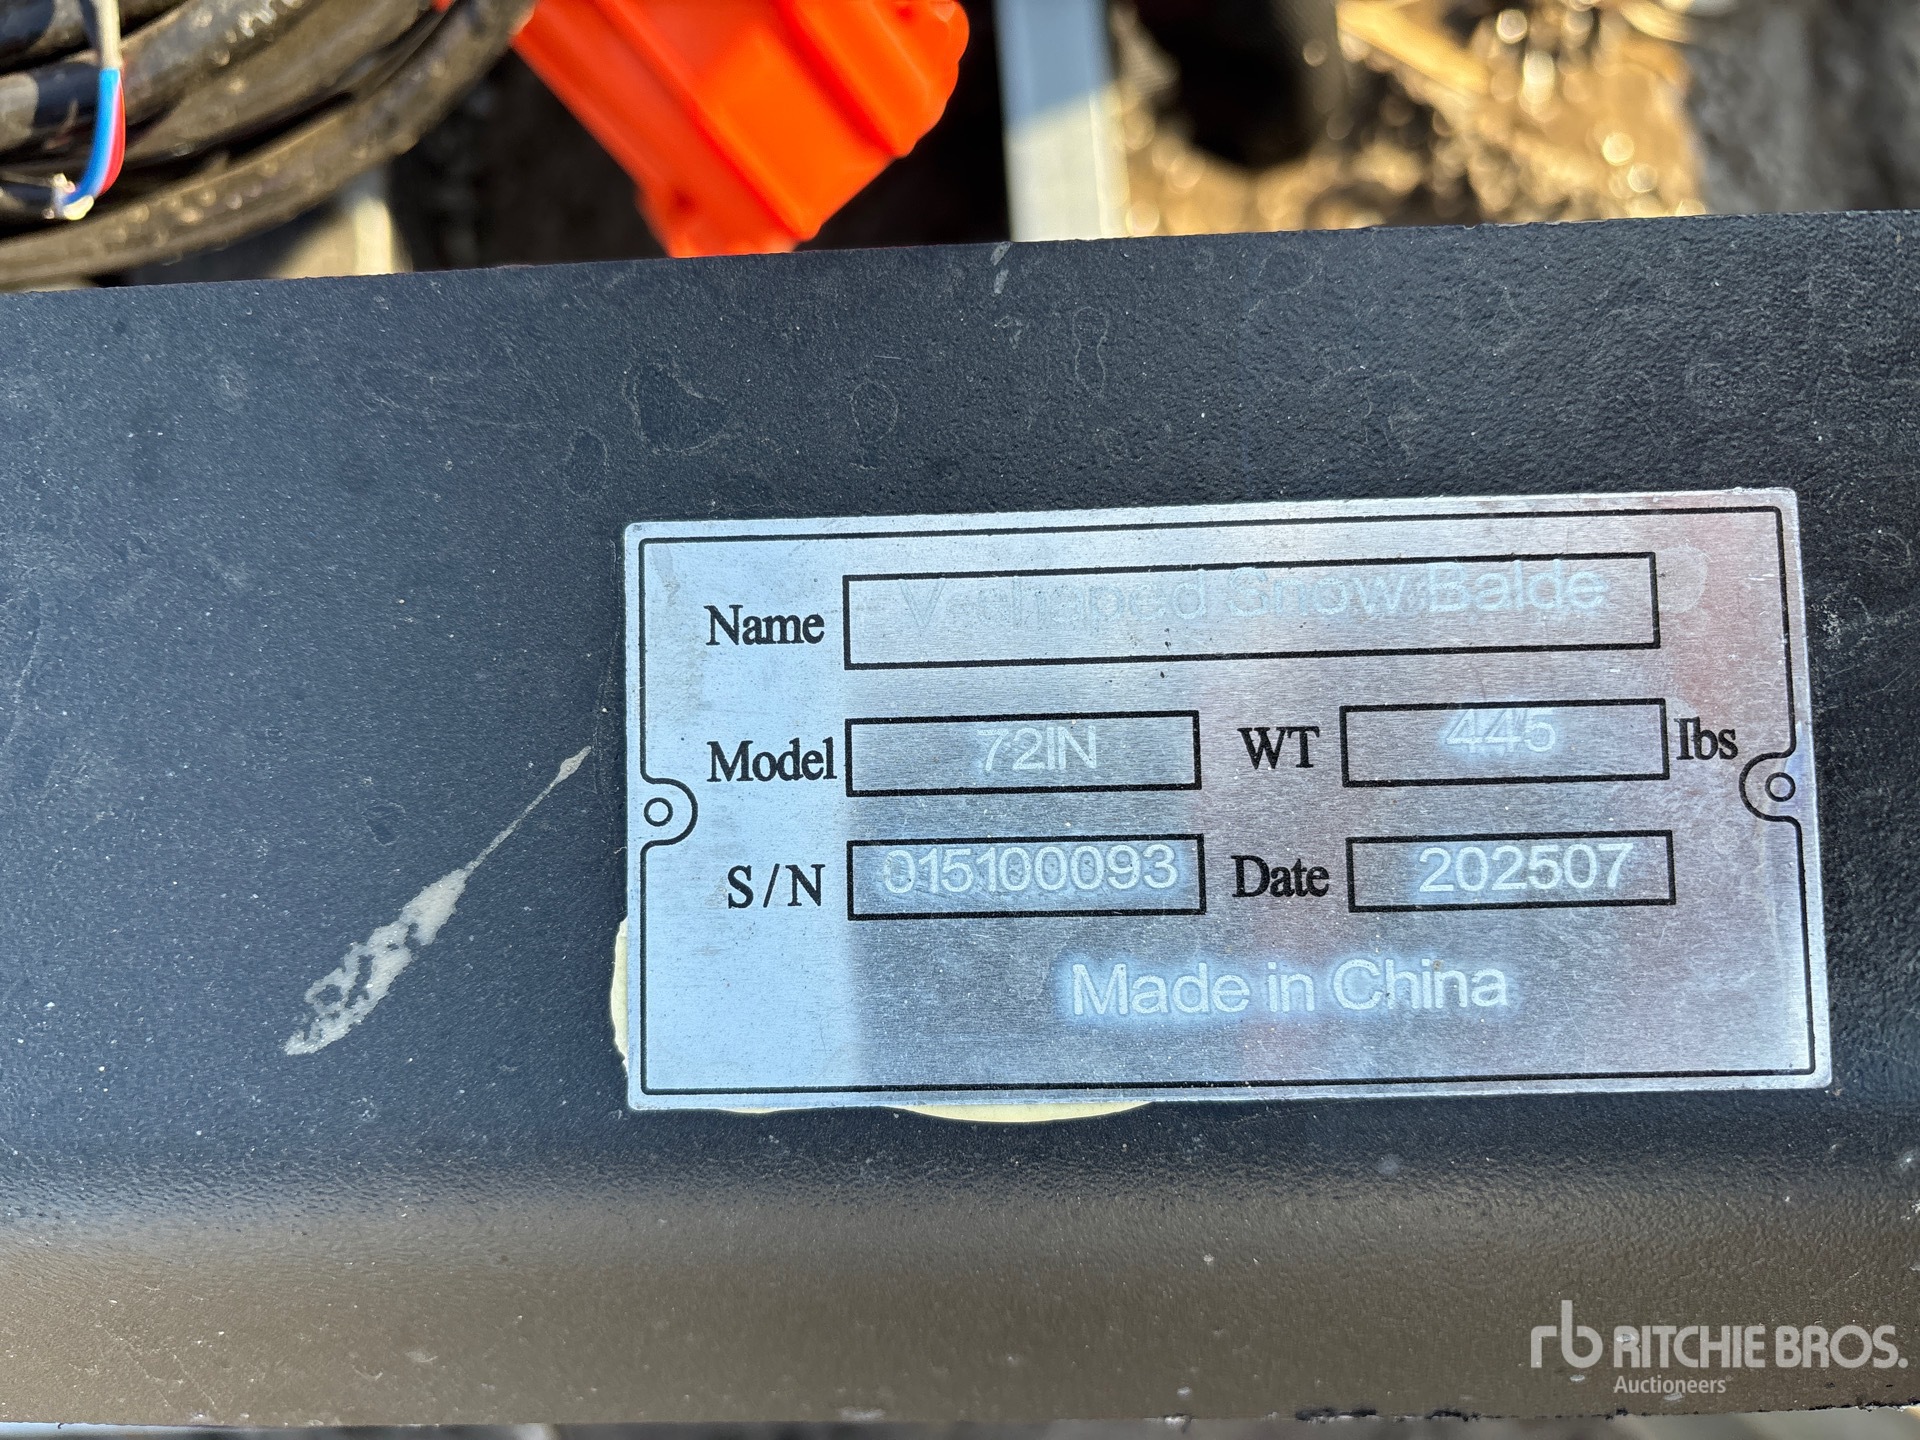 Name V-shaped Snow Balde
Model 72IN WT 445 lbs
S/N 015100093 Date 202507
Made in China
rb RITCHIE BROS.
Auctioneers